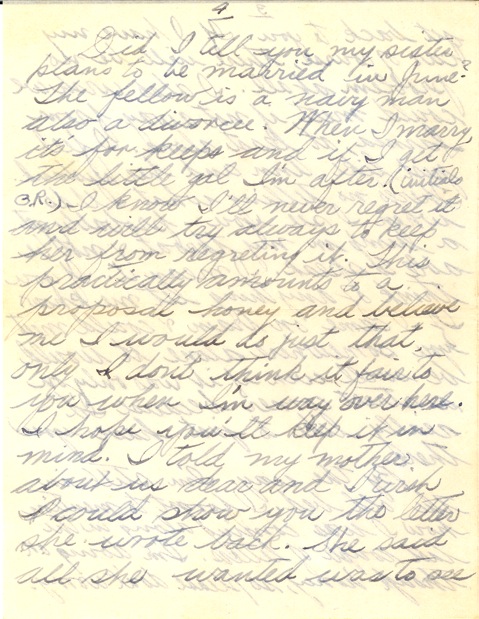 4
Did I tell you my sister
plans to be married in June?
The fellow is a navy man
also a divorcee. When I marry,
its for keeps and if I get
the little gal I'm after. (initials
B.R.) I know I'll never regret it
and will try always to keep
her from regreting it. This
practically amounts to a
proposal honey and believe
me I would do just that,
only I don't think it fair to
you when I'm way over here.
I hope you'll keep it in
mind. I told my mother
about us dear and I wish
I could show you the letter
she wrote back. She said
all she wanted was to see